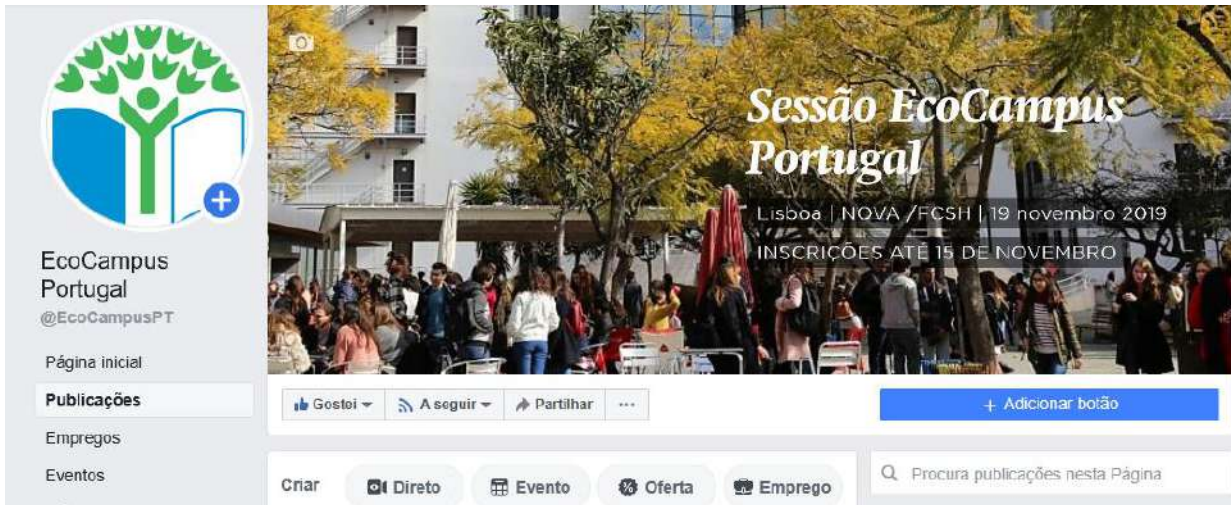 Sessão EcoCampus
Portugal
Lisboa | NOVA /FCSH | 19 novembro 2019
INSCRIÇÕES ATÉ 15 DE NOVEMBRO
EcoCampus
Portugal
@EcoCampusPT
Página inicial
Publicações
Empregos
Eventos
Gostei
A seguir
Partilhar
...
+ Adicionar botão
Criar
Direto
Evento
Oferta
Emprego
Procura publicações nesta Página